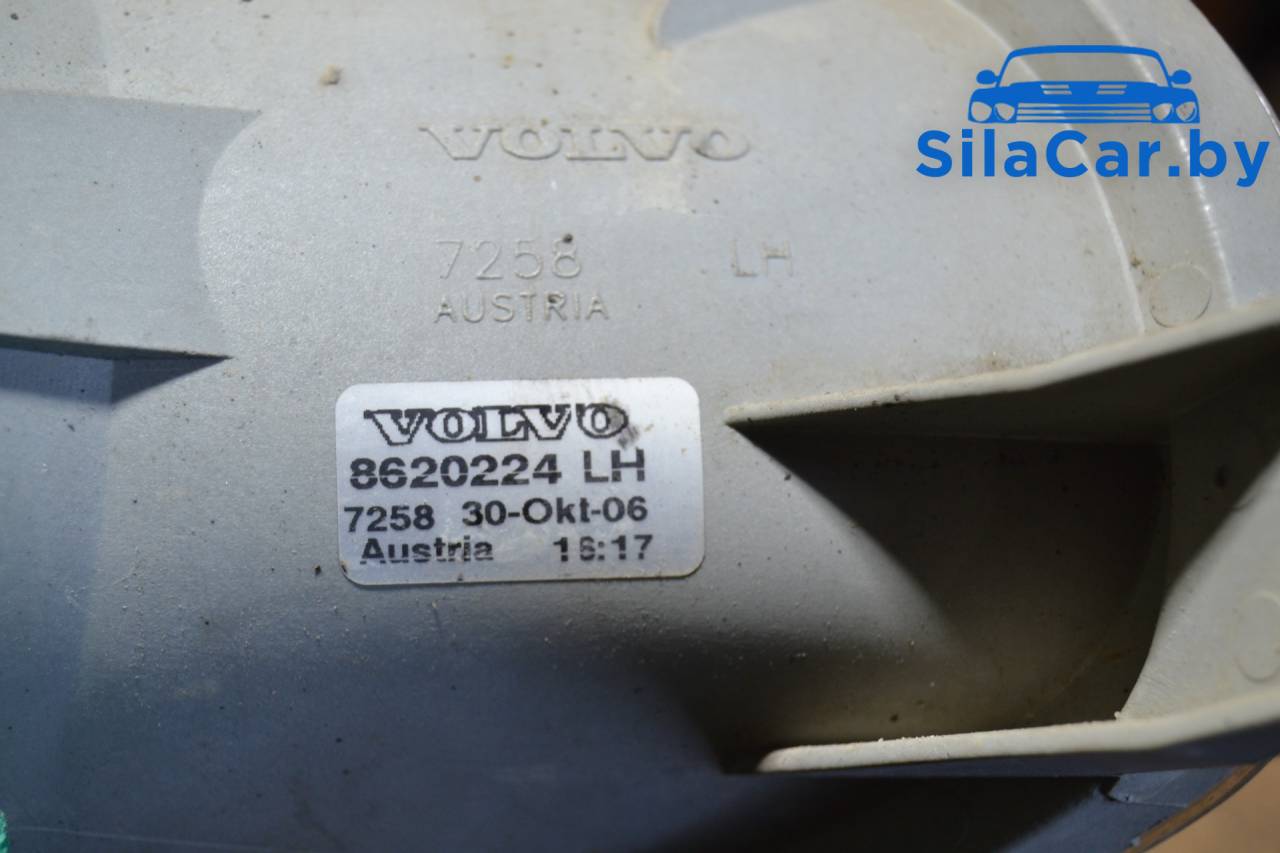 SilaCar.by
VOLVO
7258 LH
AUSTRIA
VOLVO
8620224 LH
7258 30-Okt-06
Austria 16:17